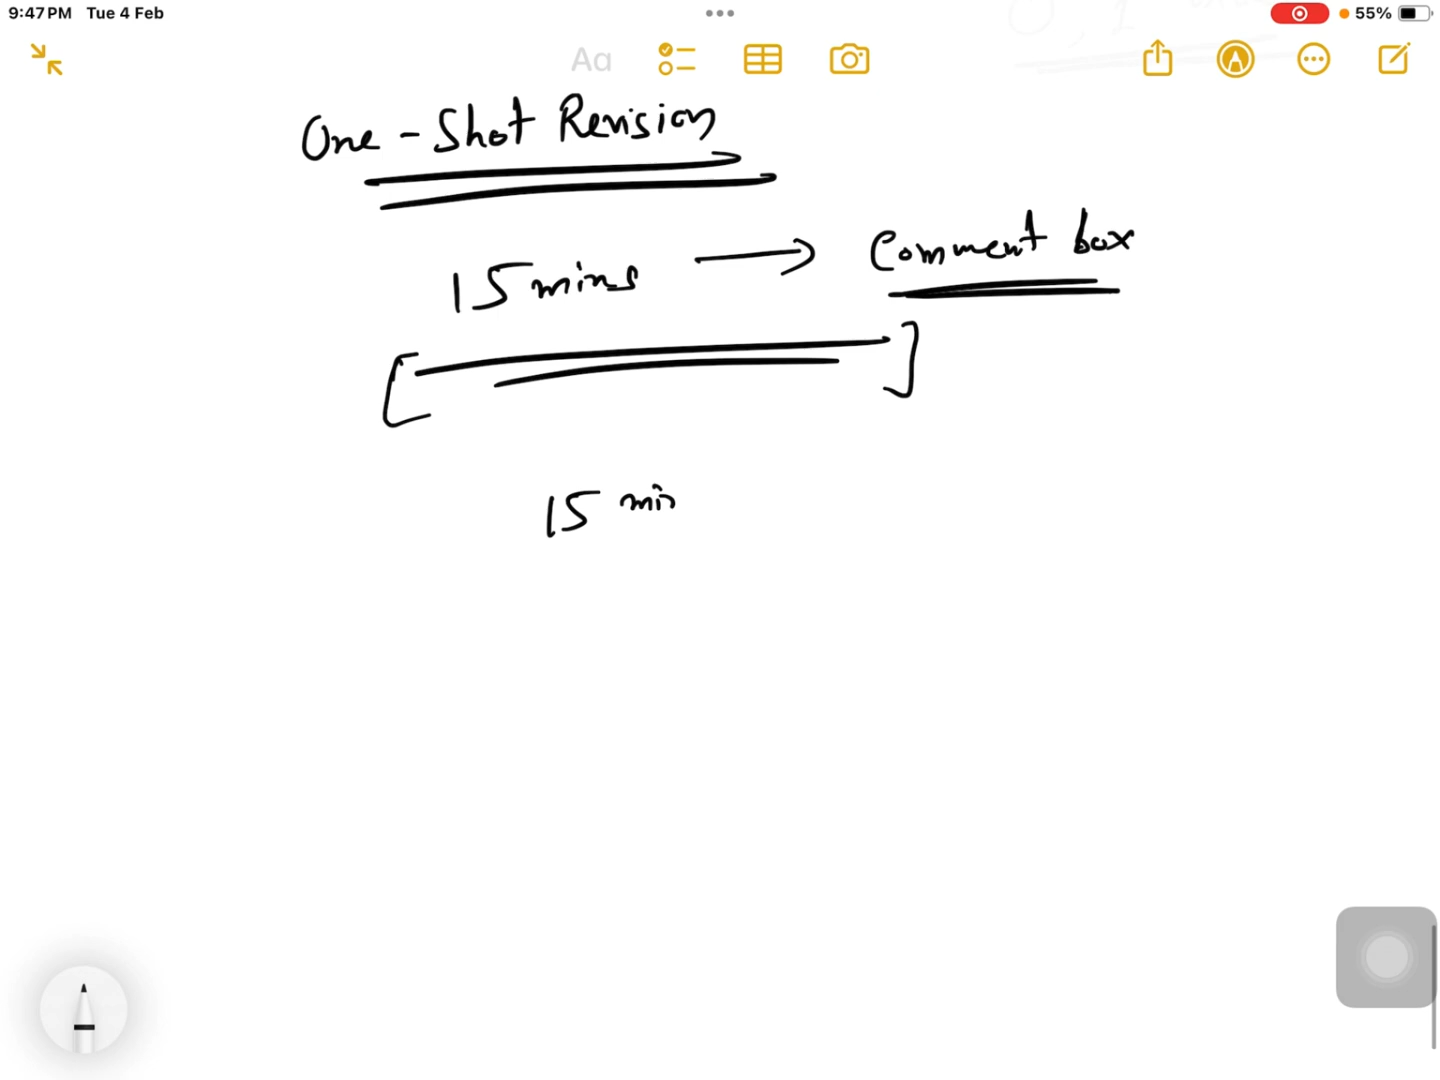 9:47 PM Tue 4 Feb
55%
Aa
One-Shot Revision
15 mins → Comment box
15 min